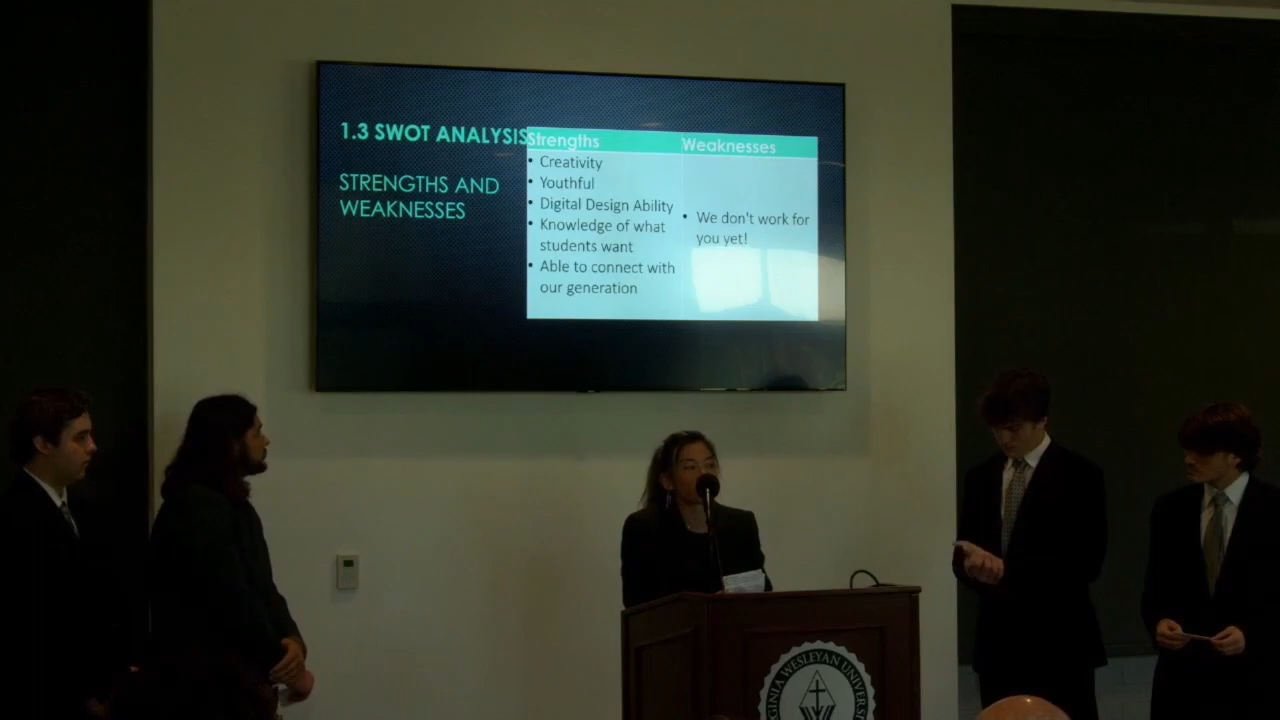 1.3 SWOT ANALYSIS
STRENGTHS AND
WEAKNESSES
Strengths
• Creativity
• Youthful
• Digital Design Ability
• Knowledge of what
students want
• Able to connect with
our generation
Weaknesses
• We don't work for
you yet!
WESLEYAN